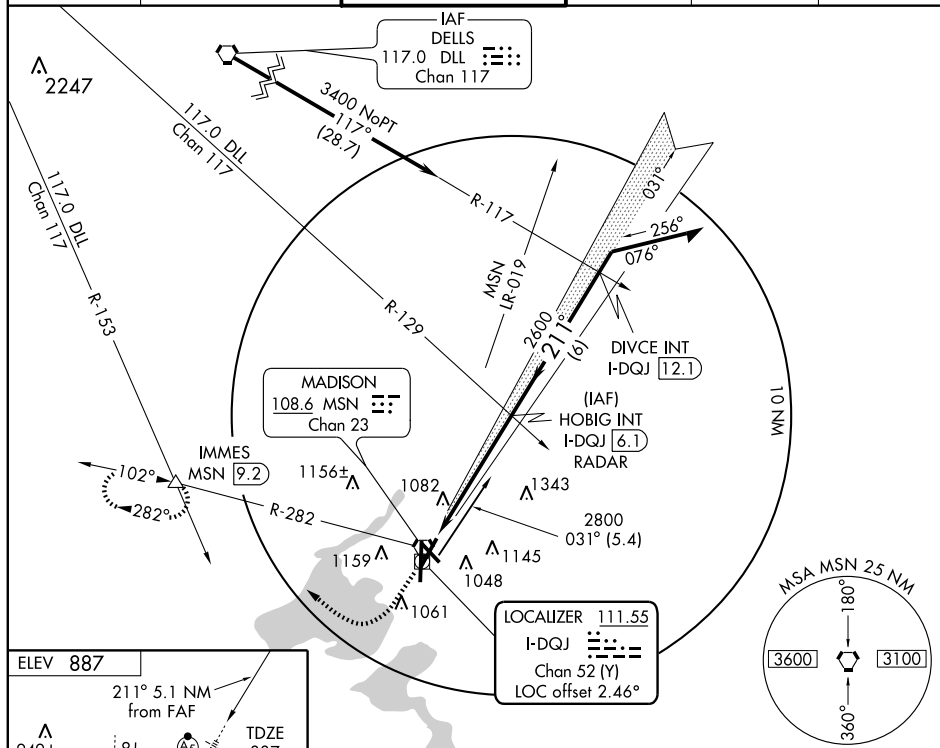 IAF
DELLS
117.0 DLL
Chan 117
2247
3400 NoPT
117°
(28.7)
117.0 DLL
Chan 117
117.0 DLL
Chan 117
R-117
031°
256°
076°
MSN
LR-019
R-129
R-153
2600
211°
(6)
DIVCE INT
I-DQJ 12.1
(IAF)
HOBIG INT
I-DQJ 6.1
RADAR
10 NM
MADISON
108.6 MSN
Chan 23
IMMES
MSN 9.2
102°
282°
R-282
1156±
1082
1343
2800
031° (5.4)
1159
1145
1048
1061
LOCALIZER 111.55
I-DQJ
Chan 52 (Y)
LOC offset 2.46°
MSA MSN 25 NM
180°
3600
3100
360°
ELEV 887
211° 5.1 NM
from FAF
TDZE